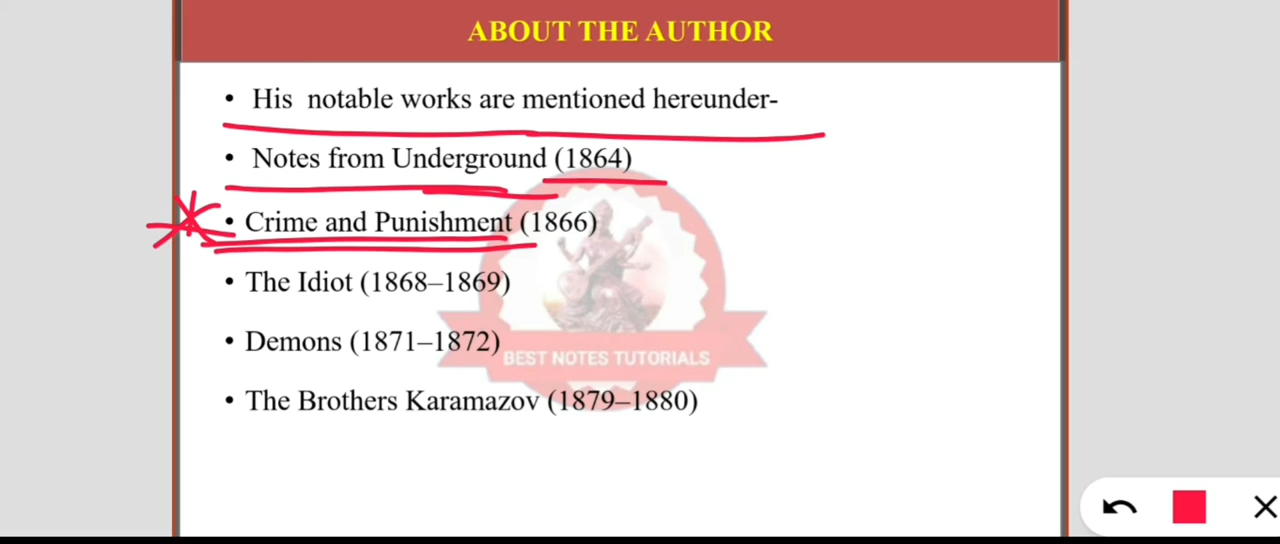 ABOUT THE AUTHOR
• His notable works are mentioned hereunder-
• Notes from Underground (1864)
• Crime and Punishment (1866)
• The Idiot (1868–1869)
• Demons (1871–1872)
BEST NOTES TUTORIALS
• The Brothers Karamazov (1879–1880)